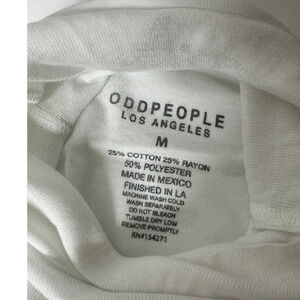 ODDPEOPLE
LOS ANGELES
M
25% COTTON 25% RAYON
50% POLYESTER
MADE IN MEXICO
FINISHED IN LA
MACHINE WASH COLD
WASH SEPARATELY
DO NOT BLEACH
TUMBLE DRY LOW
REMOVE PROMPTLY
RN#154271